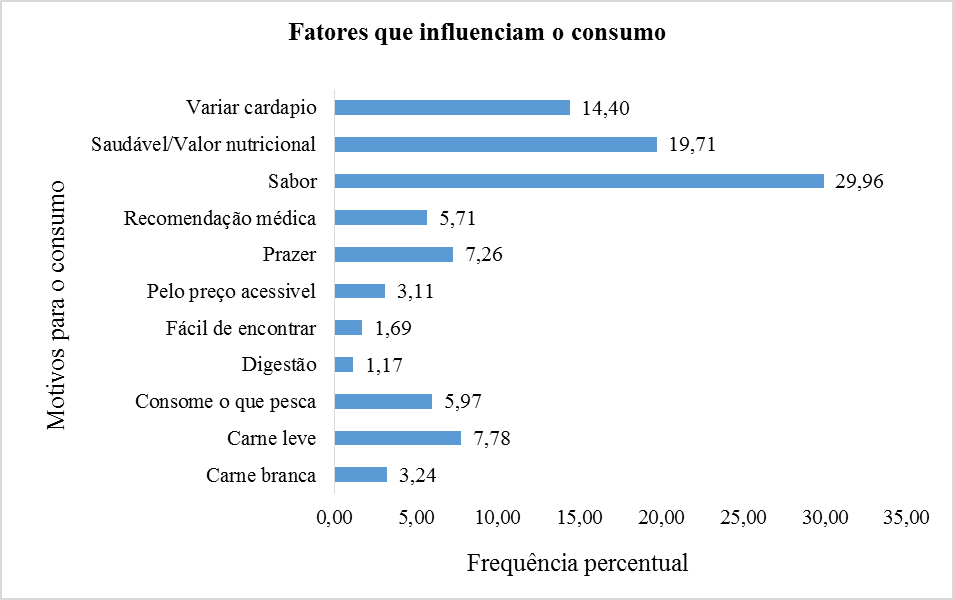 Fatores que influenciam o consumo
Motivos para o consumo
Variar cardapio 14,40
Saudável/Valor nutricional 19,71
Sabor 29,96
Recomendação médica 5,71
Prazer 7,26
Pelo preço acessivel 3,11
Fácil de encontrar 1,69
Digestão 1,17
Consome o que pesca 5,97
Carne leve 7,78
Carne branca 3,24
0,00 5,00 10,00 15,00 20,00 25,00 30,00 35,00
Frequência percentual